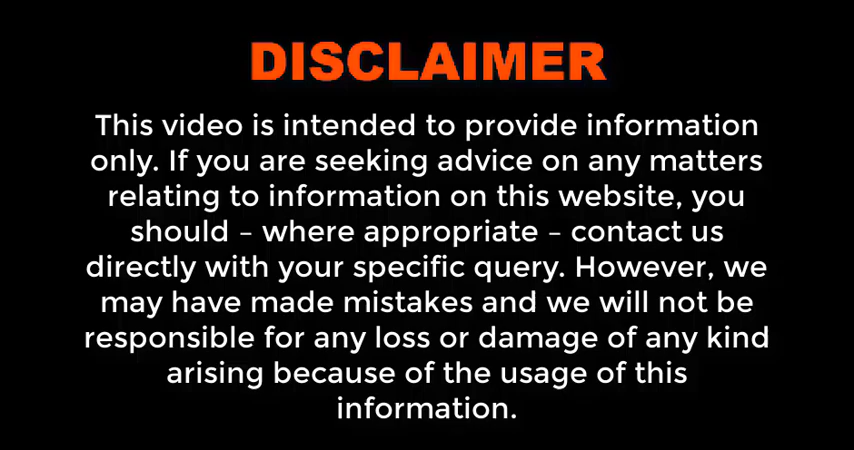 DISCLAIMER
This video is intended to provide information
only. If you are seeking advice on any matters
relating to information on this website, you
should – where appropriate – contact us
directly with your specific query. However, we
may have made mistakes and we will not be
responsible for any loss or damage of any kind
arising because of the usage of this
information.